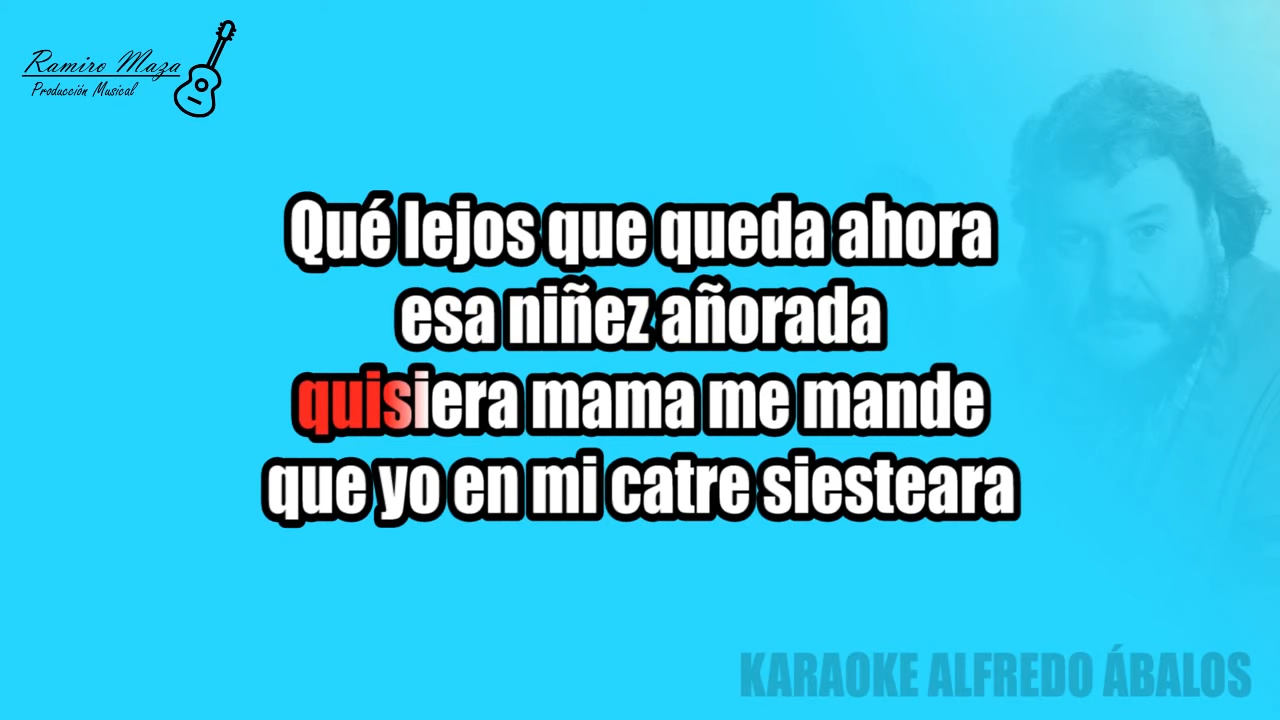 Ramiro Maza
Producción Musical
Qué lejos que queda ahora
esa niñez añorada
quisiera mama me mande
que yo en mi catre siesteara
KARAOKE ALFREDO ÁBALOS